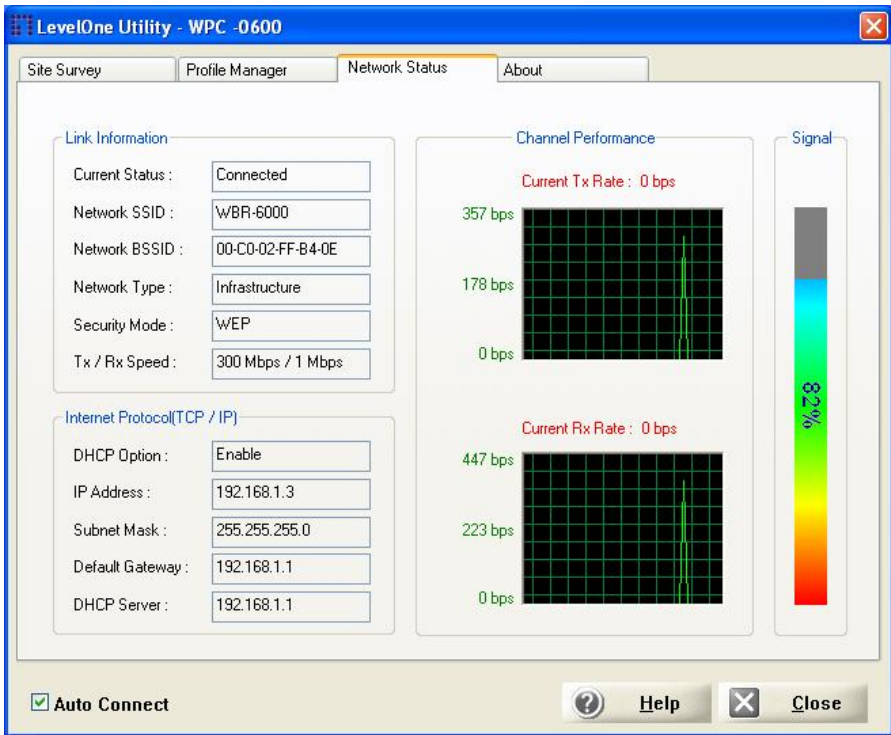 LevelOne Utility - WPC -0600
Site Survey
Profile Manager
Network Status
About
Link Information
Current Status : Connected
Network SSID : WBR-6000
Network BSSID : 00-C0-02-FF-B4-0E
Network Type : Infrastructure
Security Mode : WEP
Tx / Rx Speed : 300 Mbps / 1 Mbps
Internet Protocol(TCP / IP)
DHCP Option : Enable
IP Address : 192.168.1.3
Subnet Mask : 255.255.255.0
Default Gateway : 192.168.1.1
DHCP Server : 192.168.1.1
Channel Performance
Current Tx Rate : 0 bps
357 bps
178 bps
0 bps
Current Rx Rate : 0 bps
447 bps
223 bps
0 bps
Signal
82%
Auto Connect
Help
Close